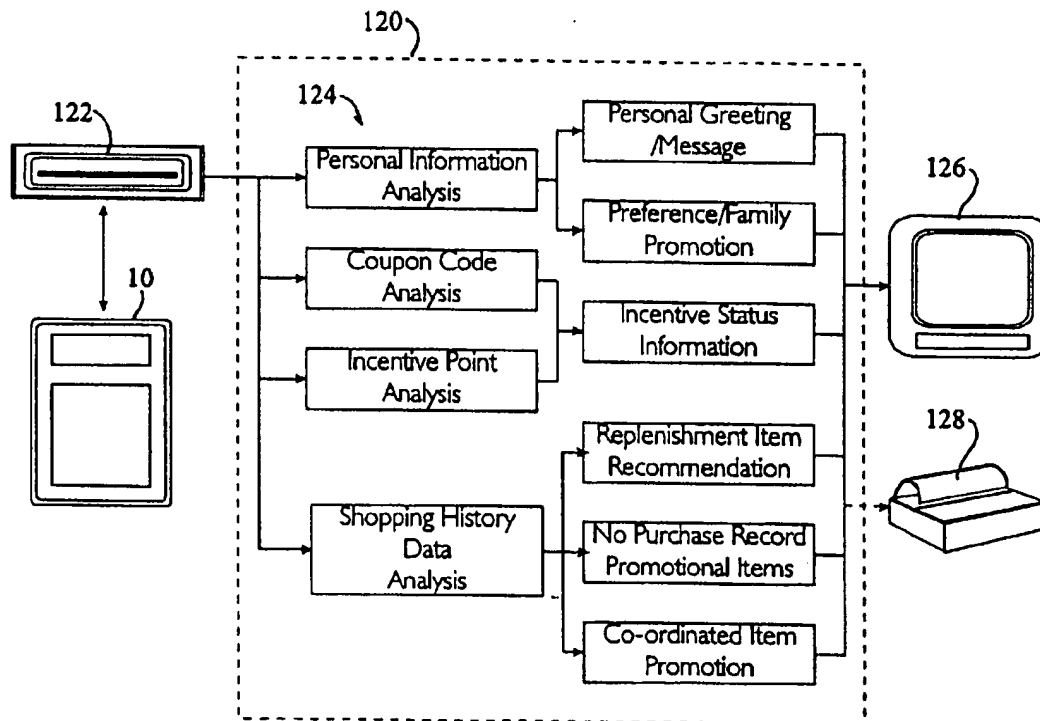 120
124
122
Personal Information
Analysis
Coupon Code
Analysis
Incentive Point
Analysis
Shopping History
Data
Analysis
Personal Greeting
/Message
Preference/Family
Promotion
Incentive Status
Information
Replenishment Item
Recommendation
No Purchase Record
Promotional Items
Co-ordinated Item
Promotion
10
126
128